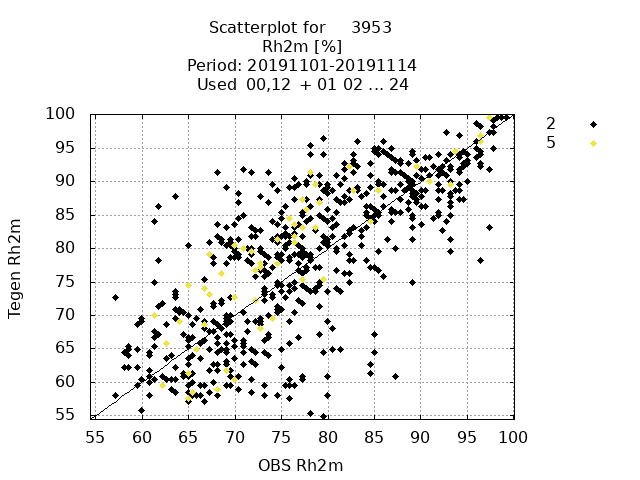 Scatterplot for 3953
Rh2m [%]
Period: 20191101-20191114
Used 00,12 + 01 02 ... 24
2
5
Tegen Rh2m
100
95
90
85
80
75
70
65
60
55
55 60 65 70 75 80 85 90 95 100
OBS Rh2m